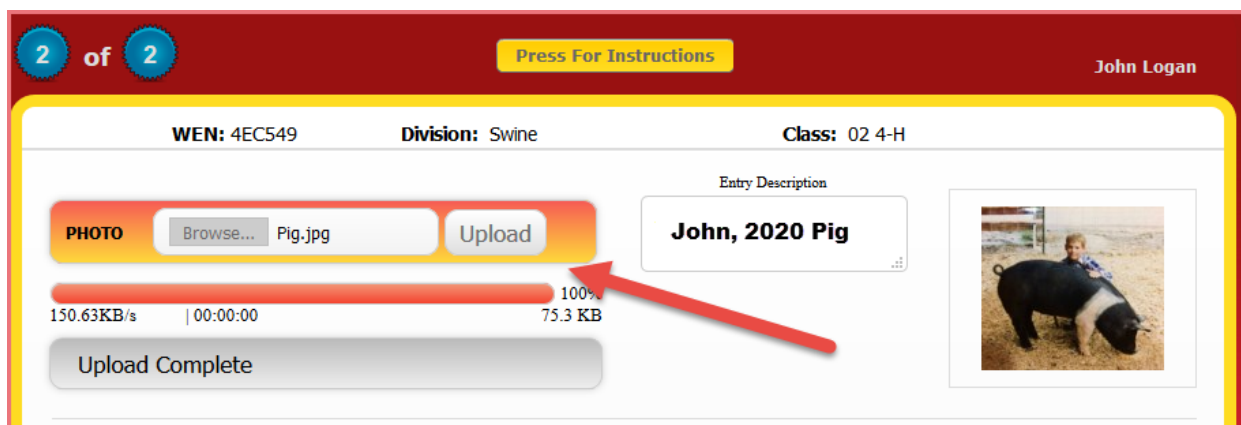 2 of 2
Press For Instructions
John Logan
WEN: 4EC549 Division: Swine Class: 02 4-H
Entry Description
PHOTO Browse... Pig.jpg Upload
John, 2020 Pig
100%
150.63KB/s | 00:00:00 75.3 KB
Upload Complete